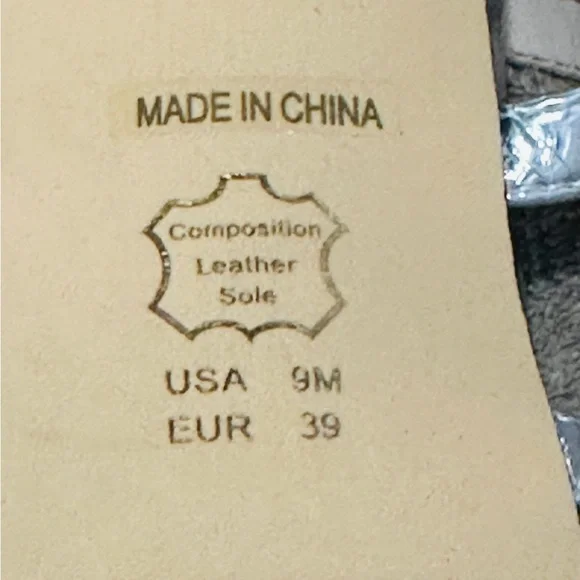 MADE IN CHINA
Composition
Leather
Sole
USA 9M
EUR 39